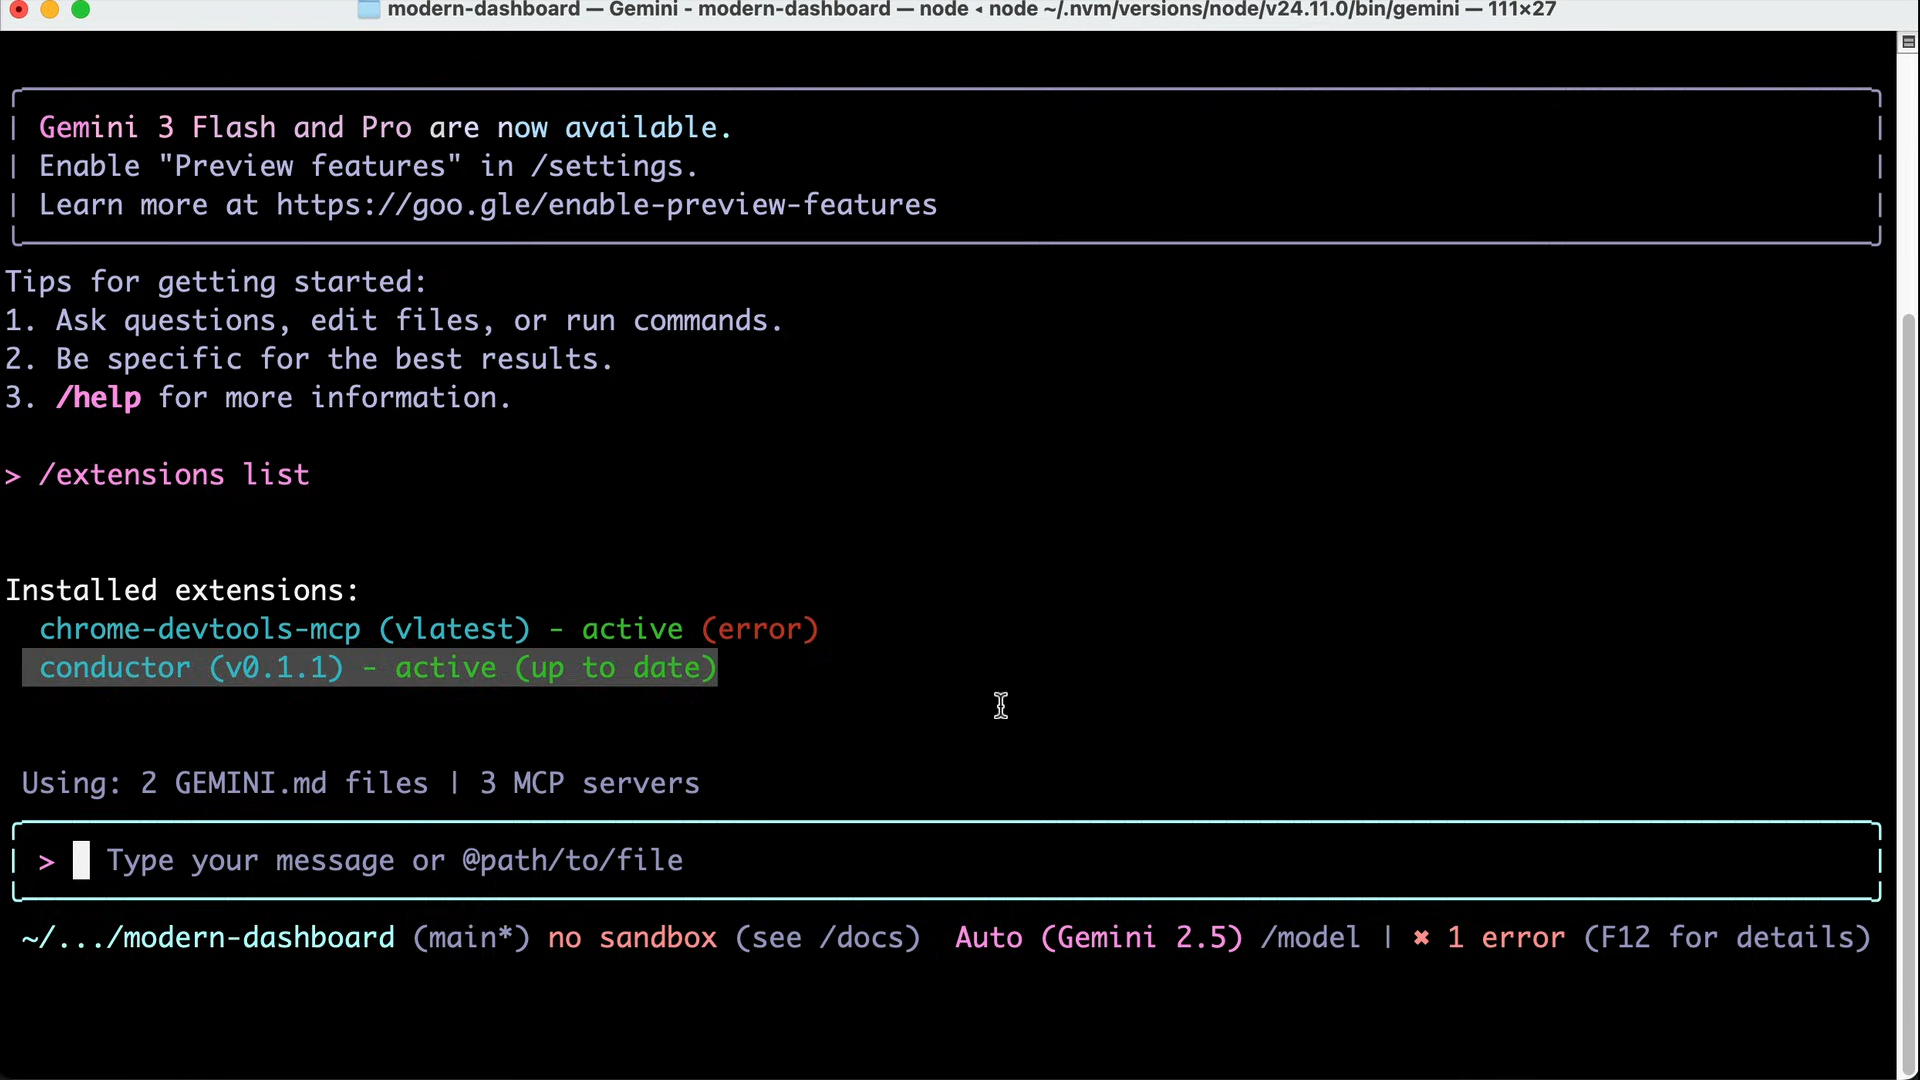 modern-dashboard — Gemini - modern-dashboard — node ◂ node ~/.nvm/versions/node/v24.11.0/bin/gemini — 111×27
Gemini 3 Flash and Pro are now available.
Enable "Preview features" in /settings.
Learn more at https://goo.gle/enable-preview-features
Tips for getting started:
1. Ask questions, edit files, or run commands.
2. Be specific for the best results.
3. /help for more information.
> /extensions list
Installed extensions:
chrome-devtools-mcp (vlatest) - active (error)
conductor (v0.1.1) - active (up to date)
Using: 2 GEMINI.md files | 3 MCP servers
> Type your message or @path/to/file
~/.../modern-dashboard (main*) no sandbox (see /docs) Auto (Gemini 2.5) /model | ✖ 1 error (F12 for details)